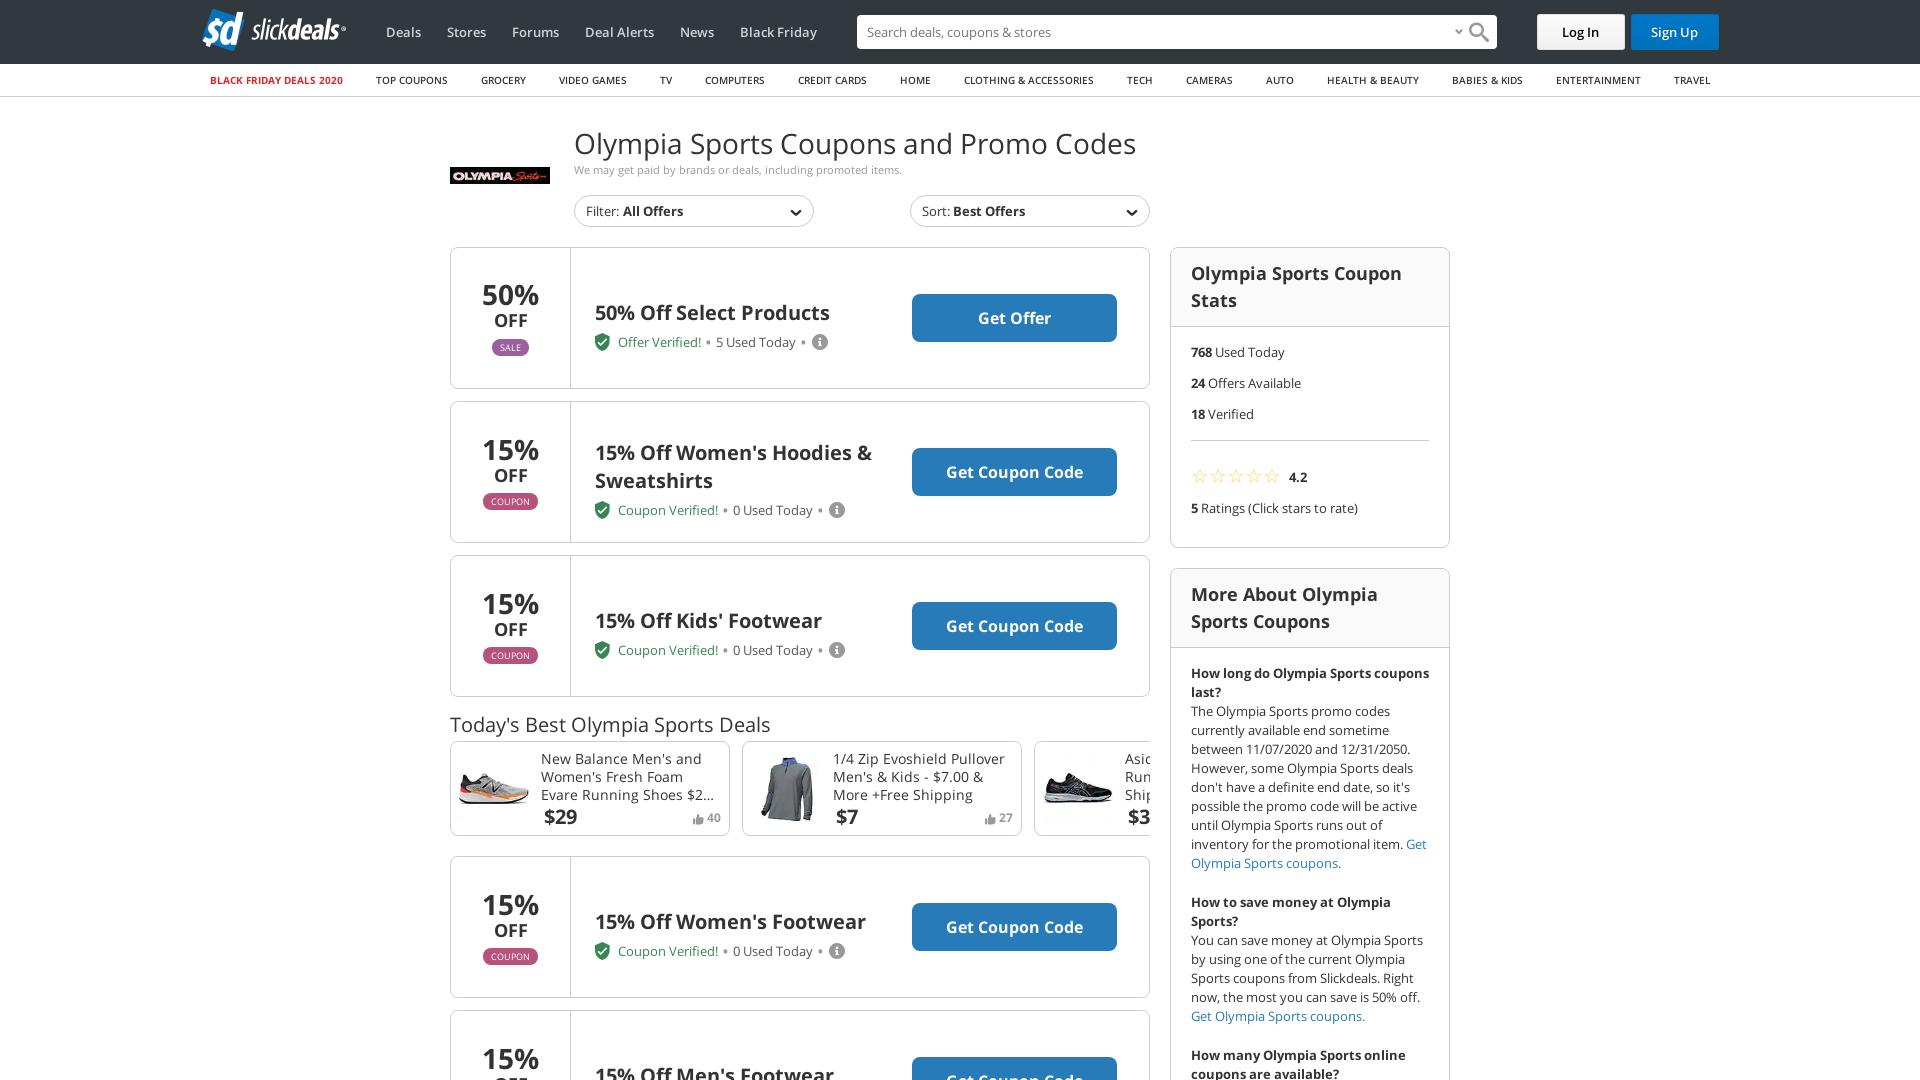 slickdeals
Deals Stores Forums Deal Alerts News Black Friday
Search deals, coupons & stores
Log In
Sign Up
BLACK FRIDAY DEALS 2020 TOP COUPONS GROCERY VIDEO GAMES TV COMPUTERS CREDIT CARDS HOME CLOTHING & ACCESSORIES TECH CAMERAS AUTO HEALTH & BEAUTY BABIES & KIDS ENTERTAINMENT TRAVEL
OLYMPIA Sports
Olympia Sports Coupons and Promo Codes
We may get paid by brands or deals, including promoted items.
Filter: All Offers
Sort: Best Offers
50%
OFF
SALE
50% Off Select Products
Offer Verified! • 5 Used Today •
Get Offer
15%
OFF
COUPON
15% Off Women's Hoodies &
Sweatshirts
Coupon Verified! • 0 Used Today •
Get Coupon Code
15%
OFF
COUPON
15% Off Kids' Footwear
Coupon Verified! • 0 Used Today •
Get Coupon Code
Today's Best Olympia Sports Deals
New Balance Men's and
Women's Fresh Foam
Evare Running Shoes $2...
$29
40
1/4 Zip Evoshield Pullover
Men's & Kids - $7.00 &
More +Free Shipping
$7
27
15%
OFF
COUPON
15% Off Women's Footwear
Coupon Verified! • 0 Used Today •
Get Coupon Code
15%
OFF
15% Off Men's Footwear
Get Coupon Code
Olympia Sports Coupon
Stats
768 Used Today
24 Offers Available
18 Verified
4.2
5 Ratings (Click stars to rate)
More About Olympia
Sports Coupons
How long do Olympia Sports coupons
last?
The Olympia Sports promo codes
currently available end sometime
between 11/07/2020 and 12/31/2050.
However, some Olympia Sports deals
don't have a definite end date, so it's
possible the promo code will be active
until Olympia Sports runs out of
inventory for the promotional item. Get
Olympia Sports coupons.
How to save money at Olympia
Sports?
You can save money at Olympia Sports
by using one of the current Olympia
Sports coupons from Slickdeals. Right
now, the most you can save is 50% off.
Get Olympia Sports coupons.
How many Olympia Sports online
coupons are available?